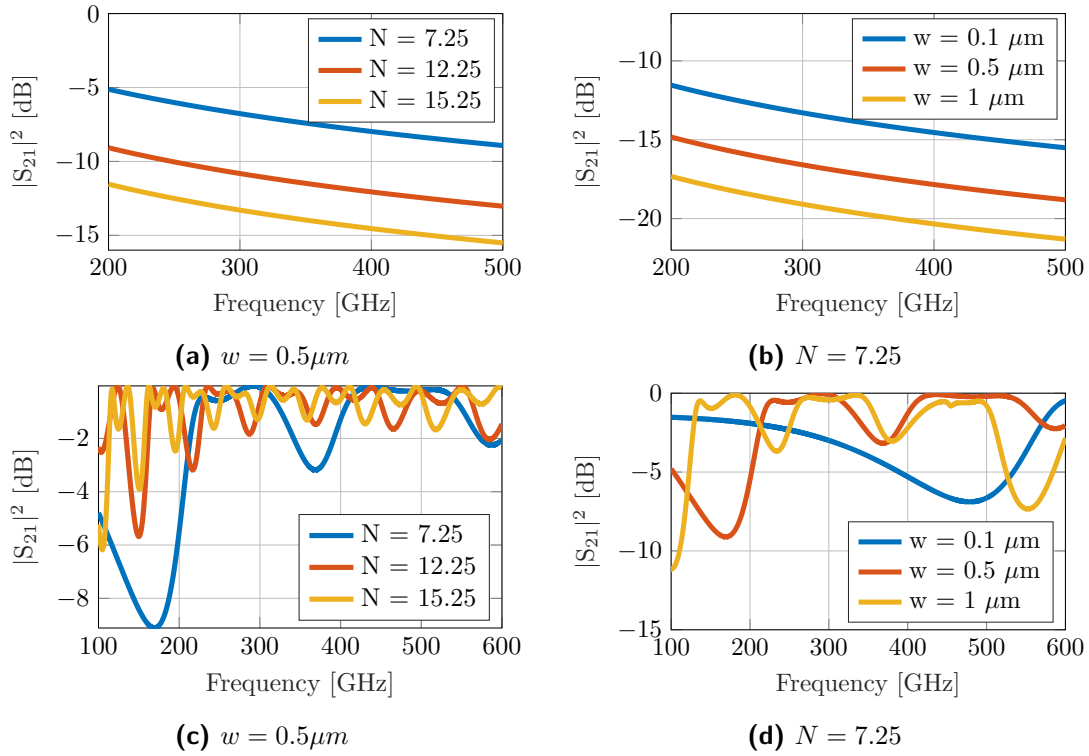 0
−5
−10
−15
|S21|² [dB]
N = 7.25
N = 12.25
N = 15.25
200 300 400 500
Frequency [GHz]
(a) w = 0.5μm
−10
−15
−20
|S21|² [dB]
w = 0.1 μm
w = 0.5 μm
w = 1 μm
200 300 400 500
Frequency [GHz]
(b) N = 7.25
−2
−4
−6
−8
|S21|² [dB]
N = 7.25
N = 12.25
N = 15.25
100 200 300 400 500 600
Frequency [GHz]
(c) w = 0.5μm
0
−5
−10
−15
|S21|² [dB]
w = 0.1 μm
w = 0.5 μm
w = 1 μm
100 200 300 400 500 600
Frequency [GHz]
(d) N = 7.25